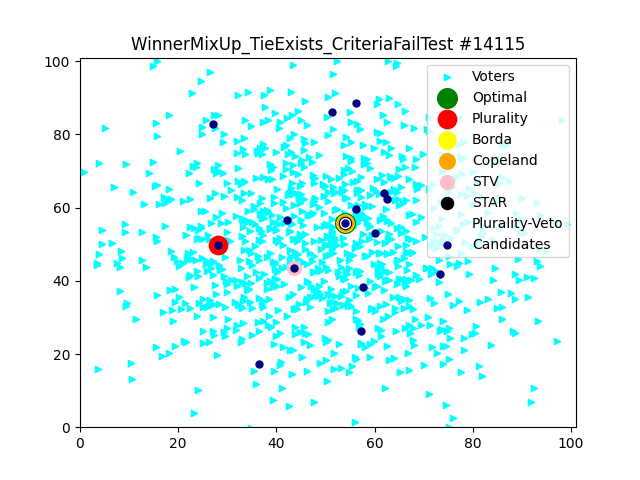 WinnerMixUp_TieExists_CriteriaFailTest #14115
100
80
60
40
20
0
0
20
40
60
80
100
Voters
Optimal
Plurality
Borda
Copeland
STV
STAR
Plurality-Veto
Candidates